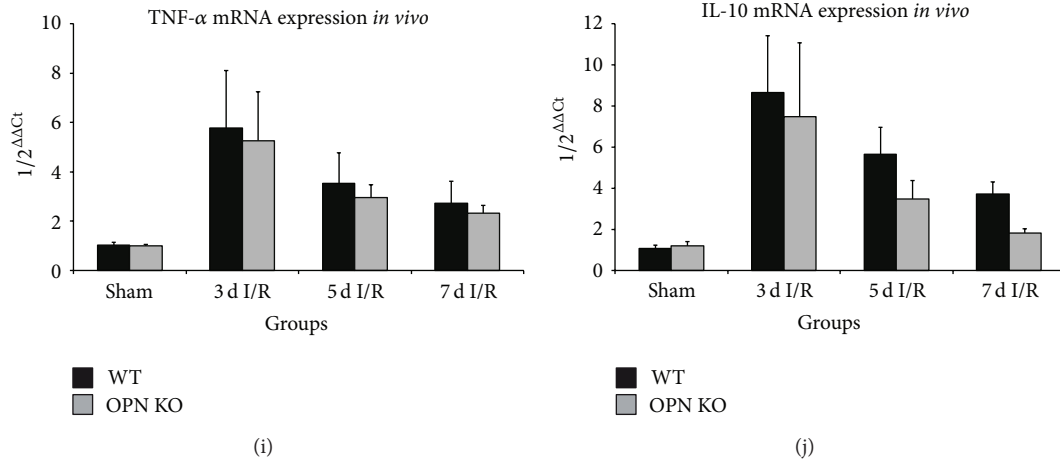 TNF-α mRNA expression in vivo
10
8
6
4
2
0
1/2^ΔΔCt
Sham 3 d I/R 5 d I/R 7 d I/R
Groups
WT
OPN KO
(i)
IL-10 mRNA expression in vivo
12
10
8
6
4
2
0
1/2^ΔΔCt
Sham 3 d I/R 5 d I/R 7 d I/R
Groups
WT
OPN KO
(j)